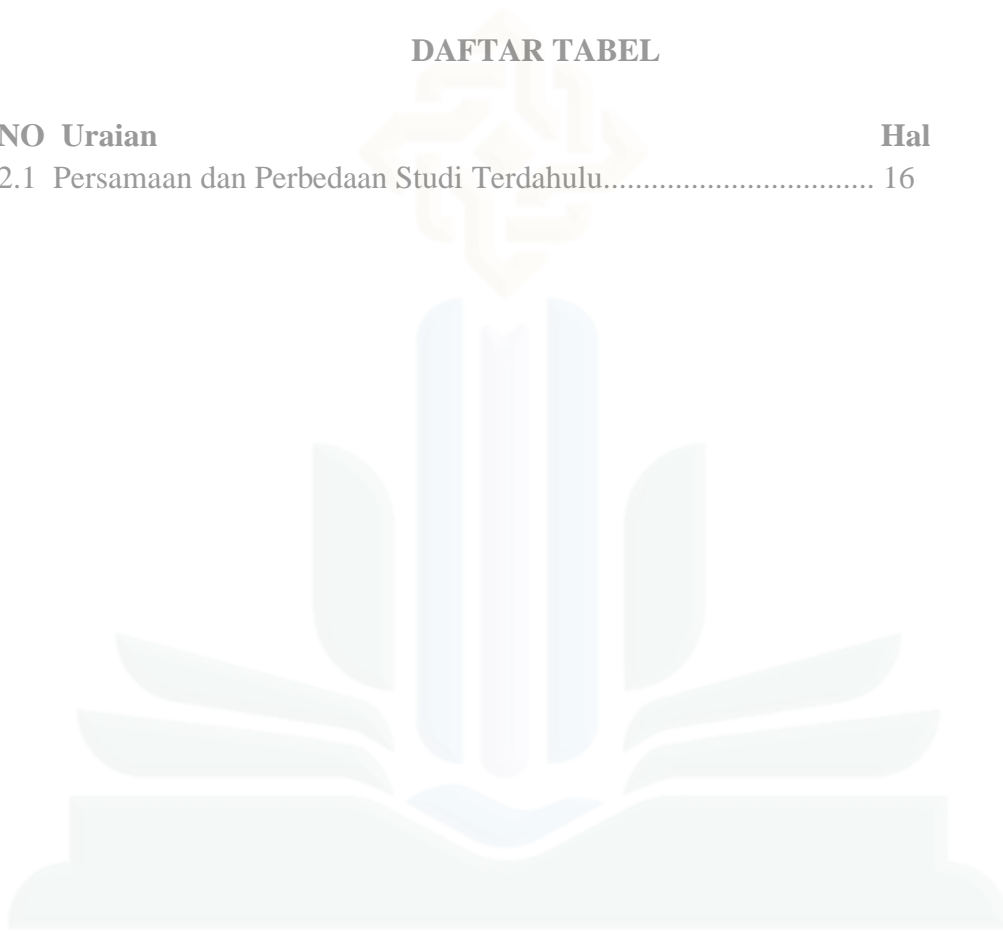 DAFTAR TABEL
NO Uraian Hal
2.1 Persamaan dan Perbedaan Studi Terdahulu................................. 16